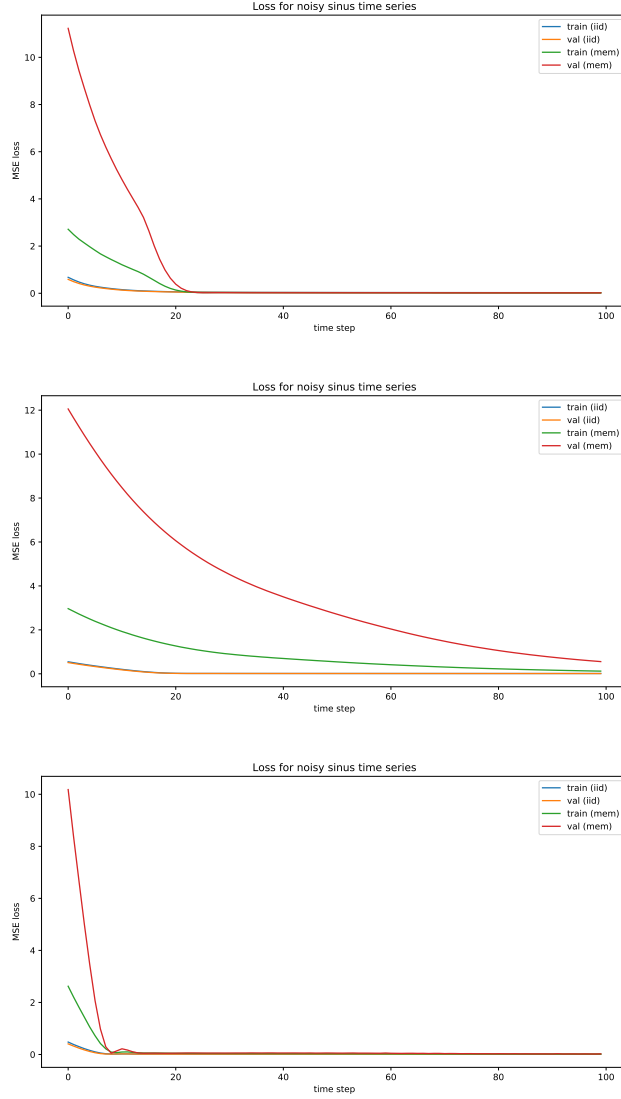 Loss for noisy sinus time series
train (iid)
val (iid)
train (mem)
val (mem)
10
8
6
4
2
0
MSE loss
0 20 40 60 80 100
time step
Loss for noisy sinus time series
train (iid)
val (iid)
train (mem)
val (mem)
12
10
8
6
4
2
0
MSE loss
0 20 40 60 80 100
time step
Loss for noisy sinus time series
train (iid)
val (iid)
train (mem)
val (mem)
10
8
6
4
2
0
MSE loss
0 20 40 60 80 100
time step